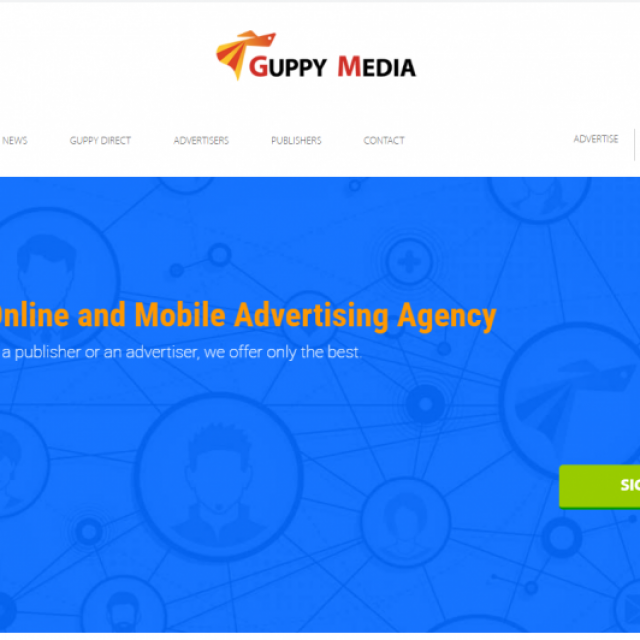 GUPPY MEDIA
NEWS
GUPPY DIRECT
ADVERTISERS
PUBLISHERS
CONTACT
ADVERTISE
Online and Mobile Advertising Agency
a publisher or an advertiser, we offer only the best.